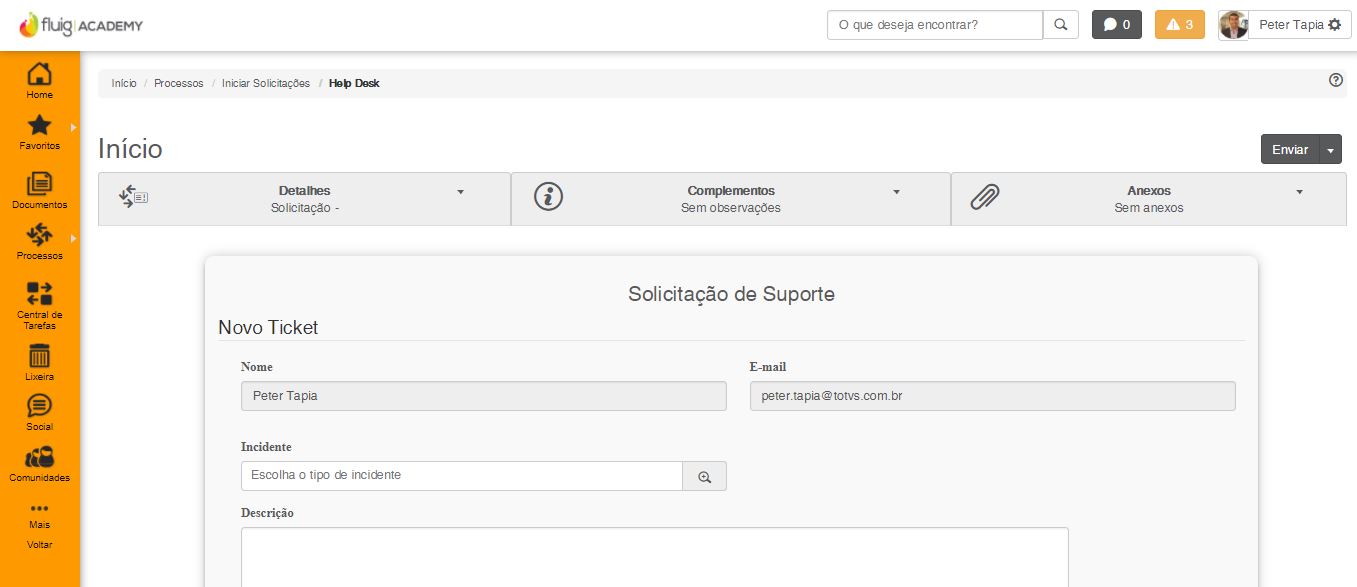 fluig ACADEMY
O que deseja encontrar?
0
3
Peter Tapia
Início / Processos / Iniciar Solicitações / Help Desk
Home
Favoritos
Documentos
Processos
Central de
Tarefas
Lixeira
Social
Comunidades
Mais
Voltar
Início
Enviar
Detalhes
Solicitação -
Complementos
Sem observações
Anexos
Sem anexos
Solicitação de Suporte
Novo Ticket
Nome
E-mail
Peter Tapia
peter.tapia@totvs.com.br
Incidente
Escolha o tipo de incidente
Descrição